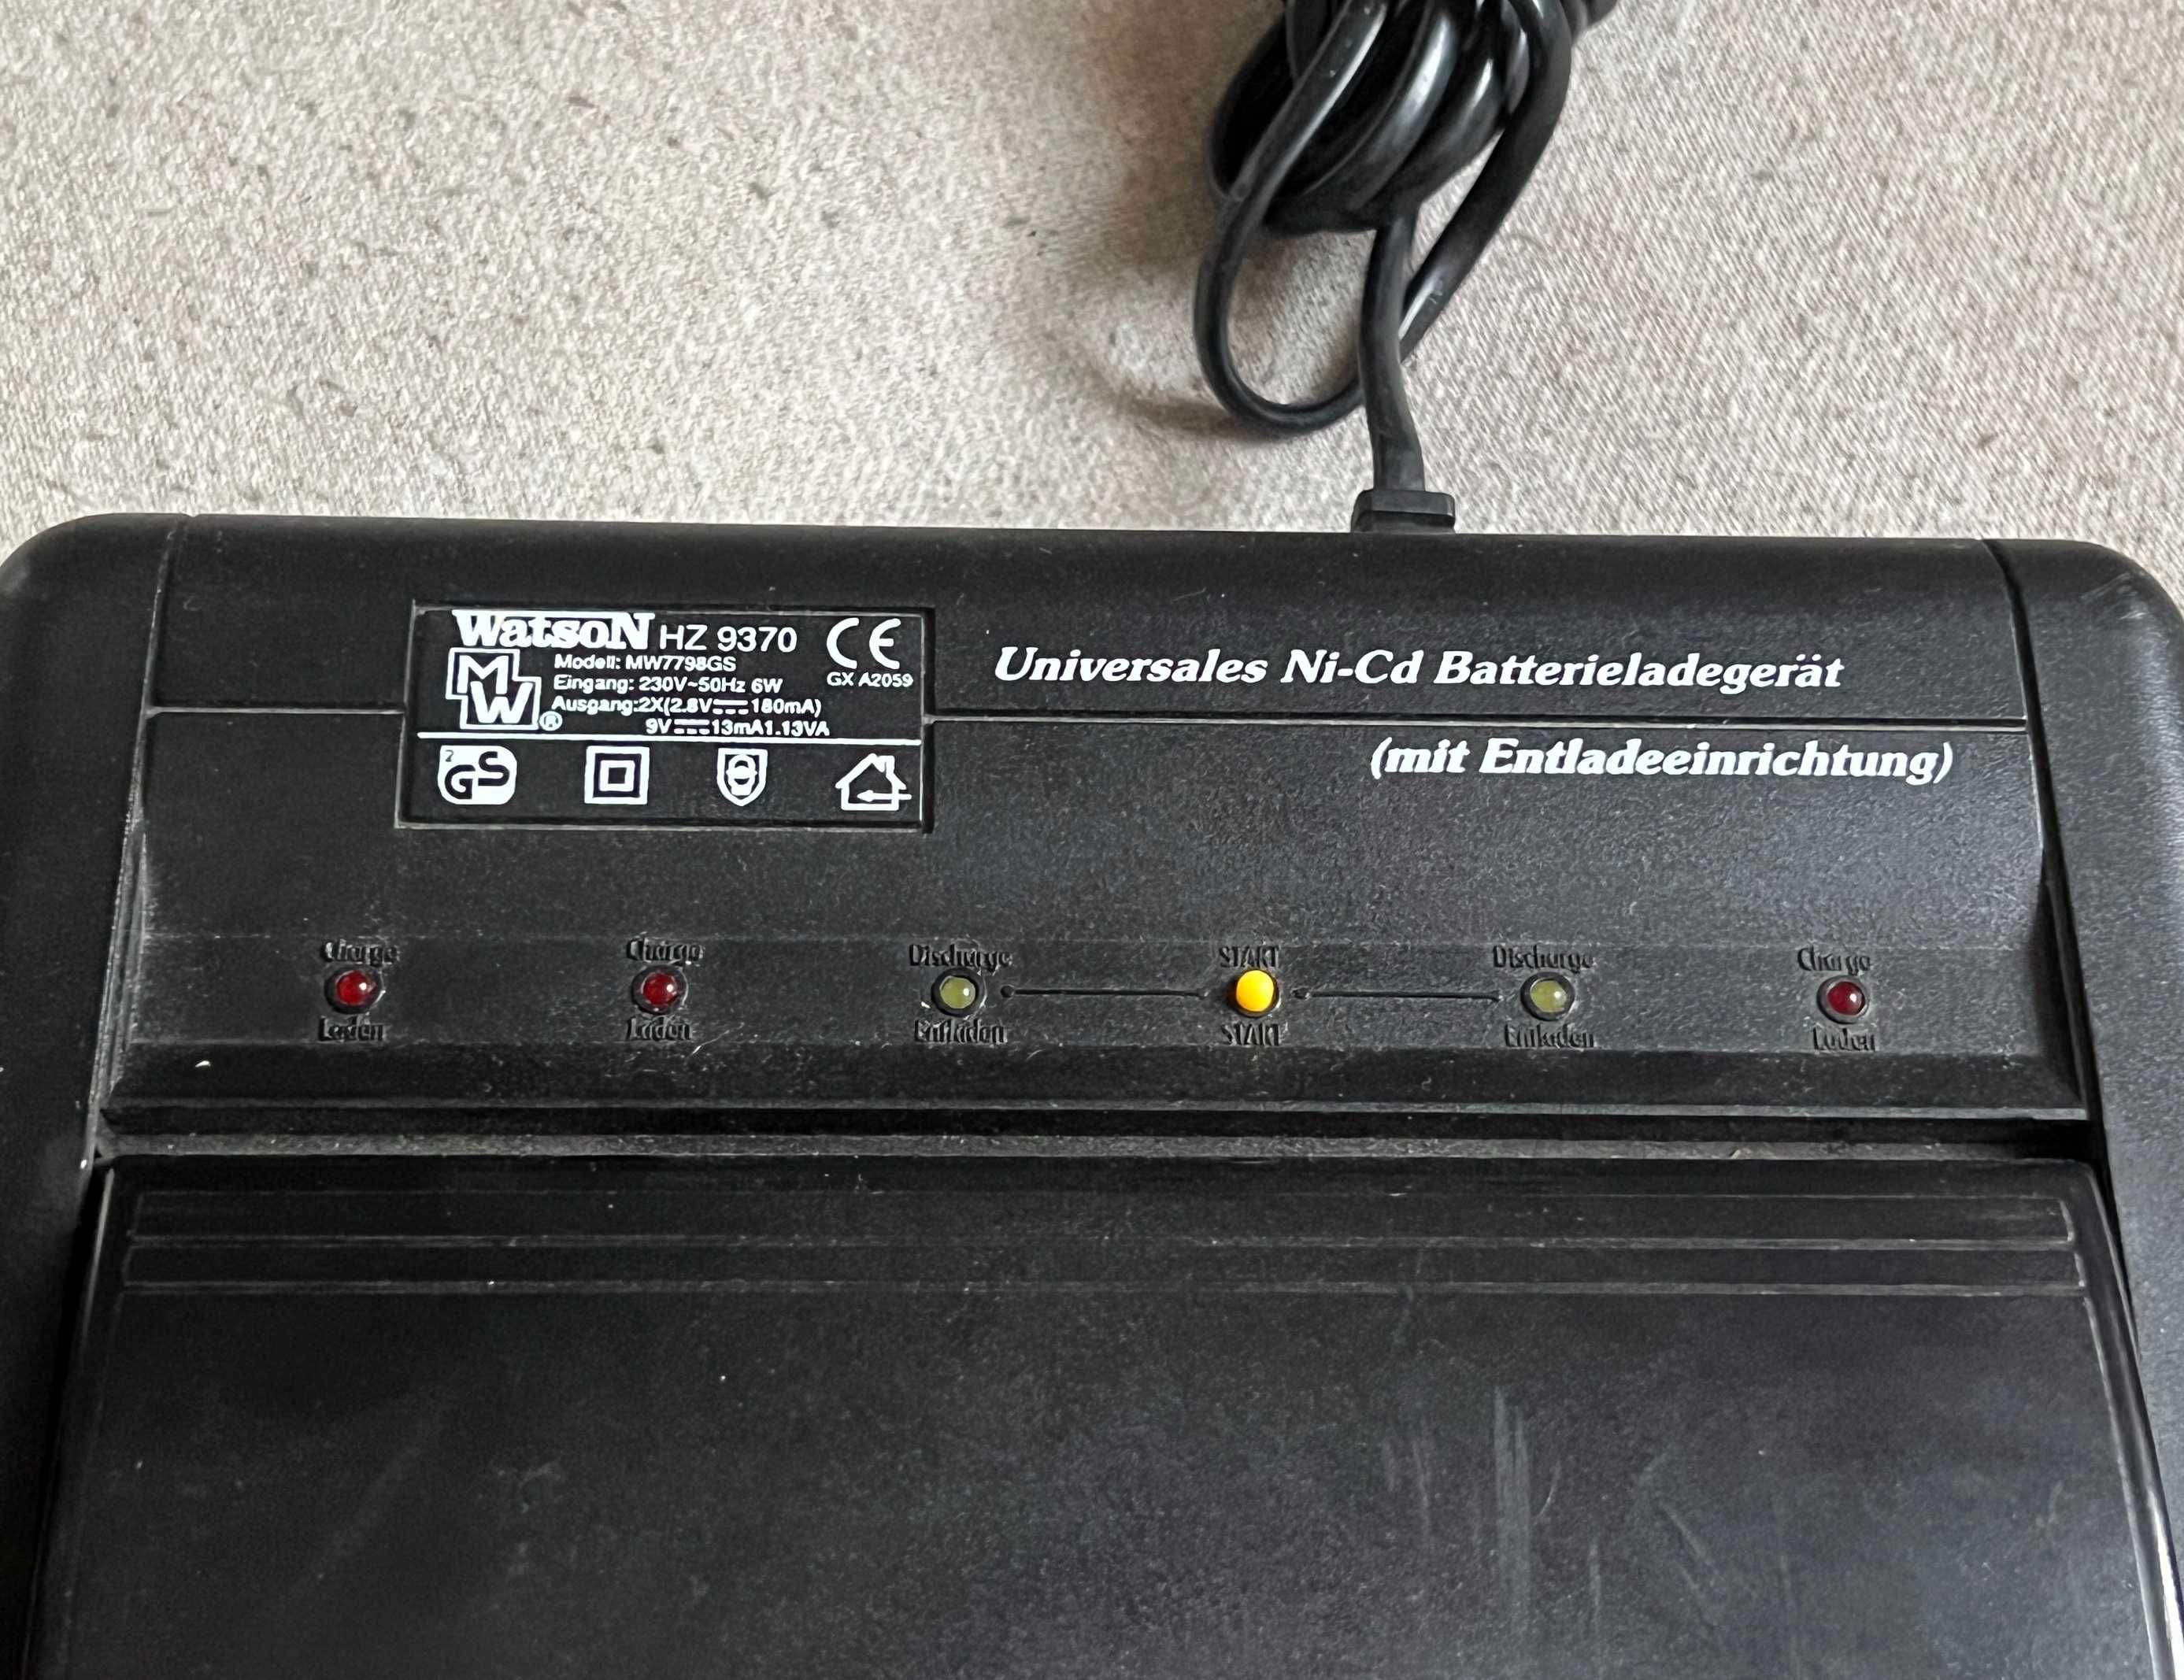 WatsoN HZ 9370 CE
Modell: MW7798GS
GX A2059
MW®
Eingang: 230V~50Hz 6W
Ausgang:2X(2.8V⎓180mA)
9V⎓13mA1.13VA
2 GS
Universales Ni-Cd Batterieladegerät
(mit Entladeeinrichtung)
Charge Charge Discharge START Discharge Charge
Laden Laden Entladen START Entladen Laden